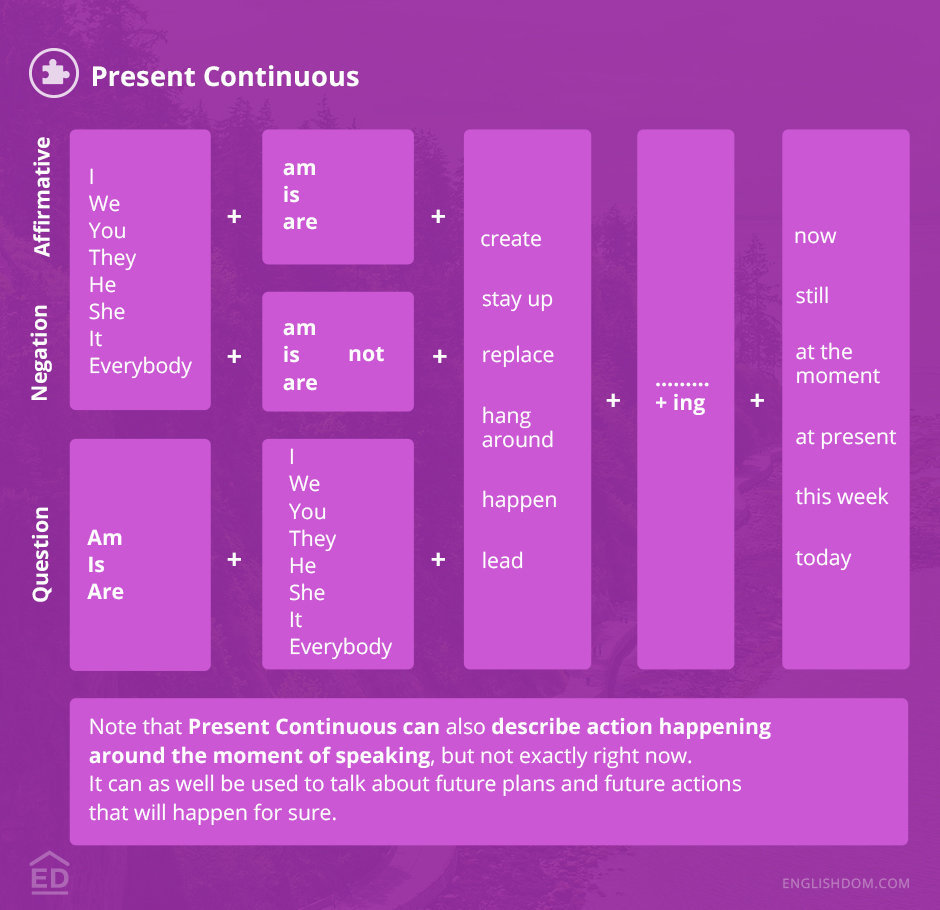 Present Continuous
Affirmative
I
We
You
They
He
She
It
Everybody
+
am
is
are
+
Negation
+
am
is not
are
+
Question
Am
Is
Are
+
I
We
You
They
He
She
It
Everybody
+
create
stay up
replace
hang
around
happen
lead
+
.........
+ ing
+
now
still
at the
moment
at present
this week
today
Note that Present Continuous can also describe action happening
around the moment of speaking, but not exactly right now.
It can as well be used to talk about future plans and future actions
that will happen for sure.
ED
ENGLISHDOM.COM